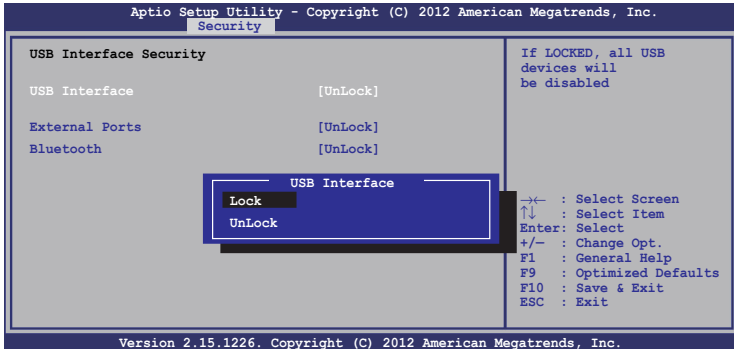 Aptio Setup Utility - Copyright (C) 2012 American Megatrends, Inc.
Security
USB Interface Security
USB Interface [UnLock]
External Ports [UnLock]
Bluetooth [UnLock]
USB Interface
Lock
UnLock
If LOCKED, all USB
devices will
be disabled
→← : Select Screen
↑↓ : Select Item
Enter: Select
+/— : Change Opt.
F1 : General Help
F9 : Optimized Defaults
F10 : Save & Exit
ESC : Exit
Version 2.15.1226. Copyright (C) 2012 American Megatrends, Inc.